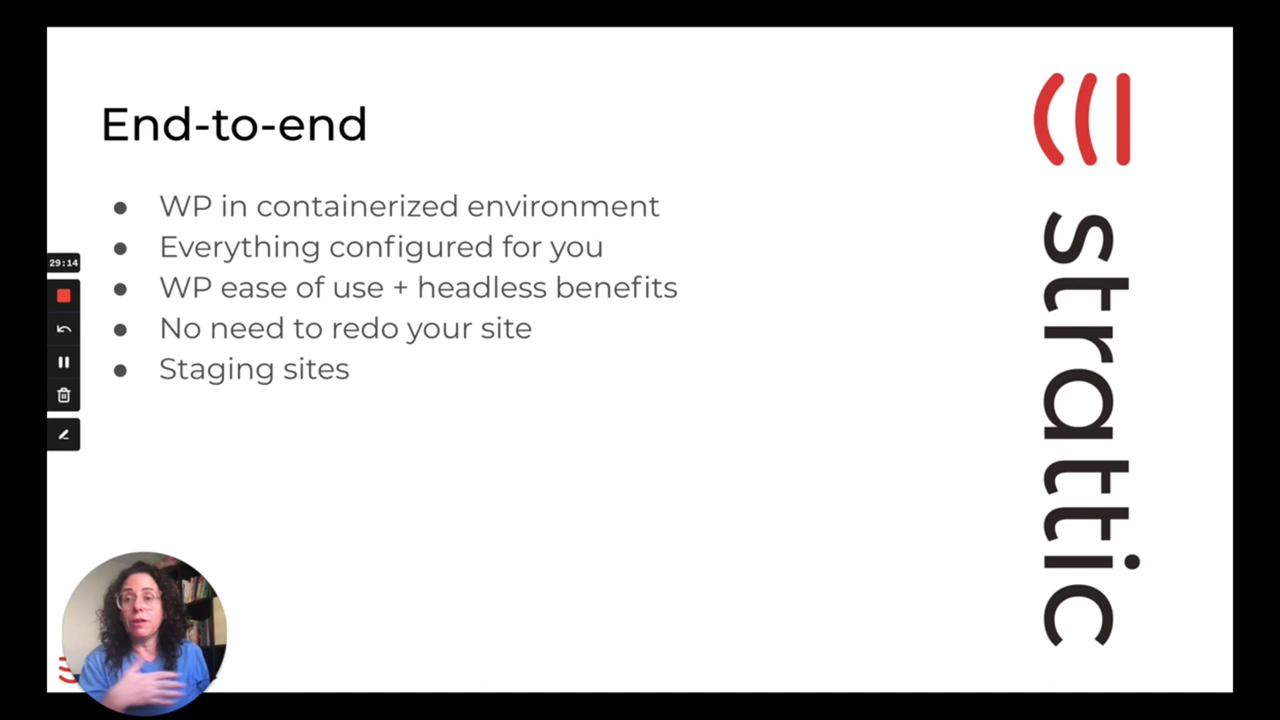 End-to-end
● WP in containerized environment
● Everything configured for you
● WP ease of use + headless benefits
● No need to redo your site
● Staging sites
29:14
strattic